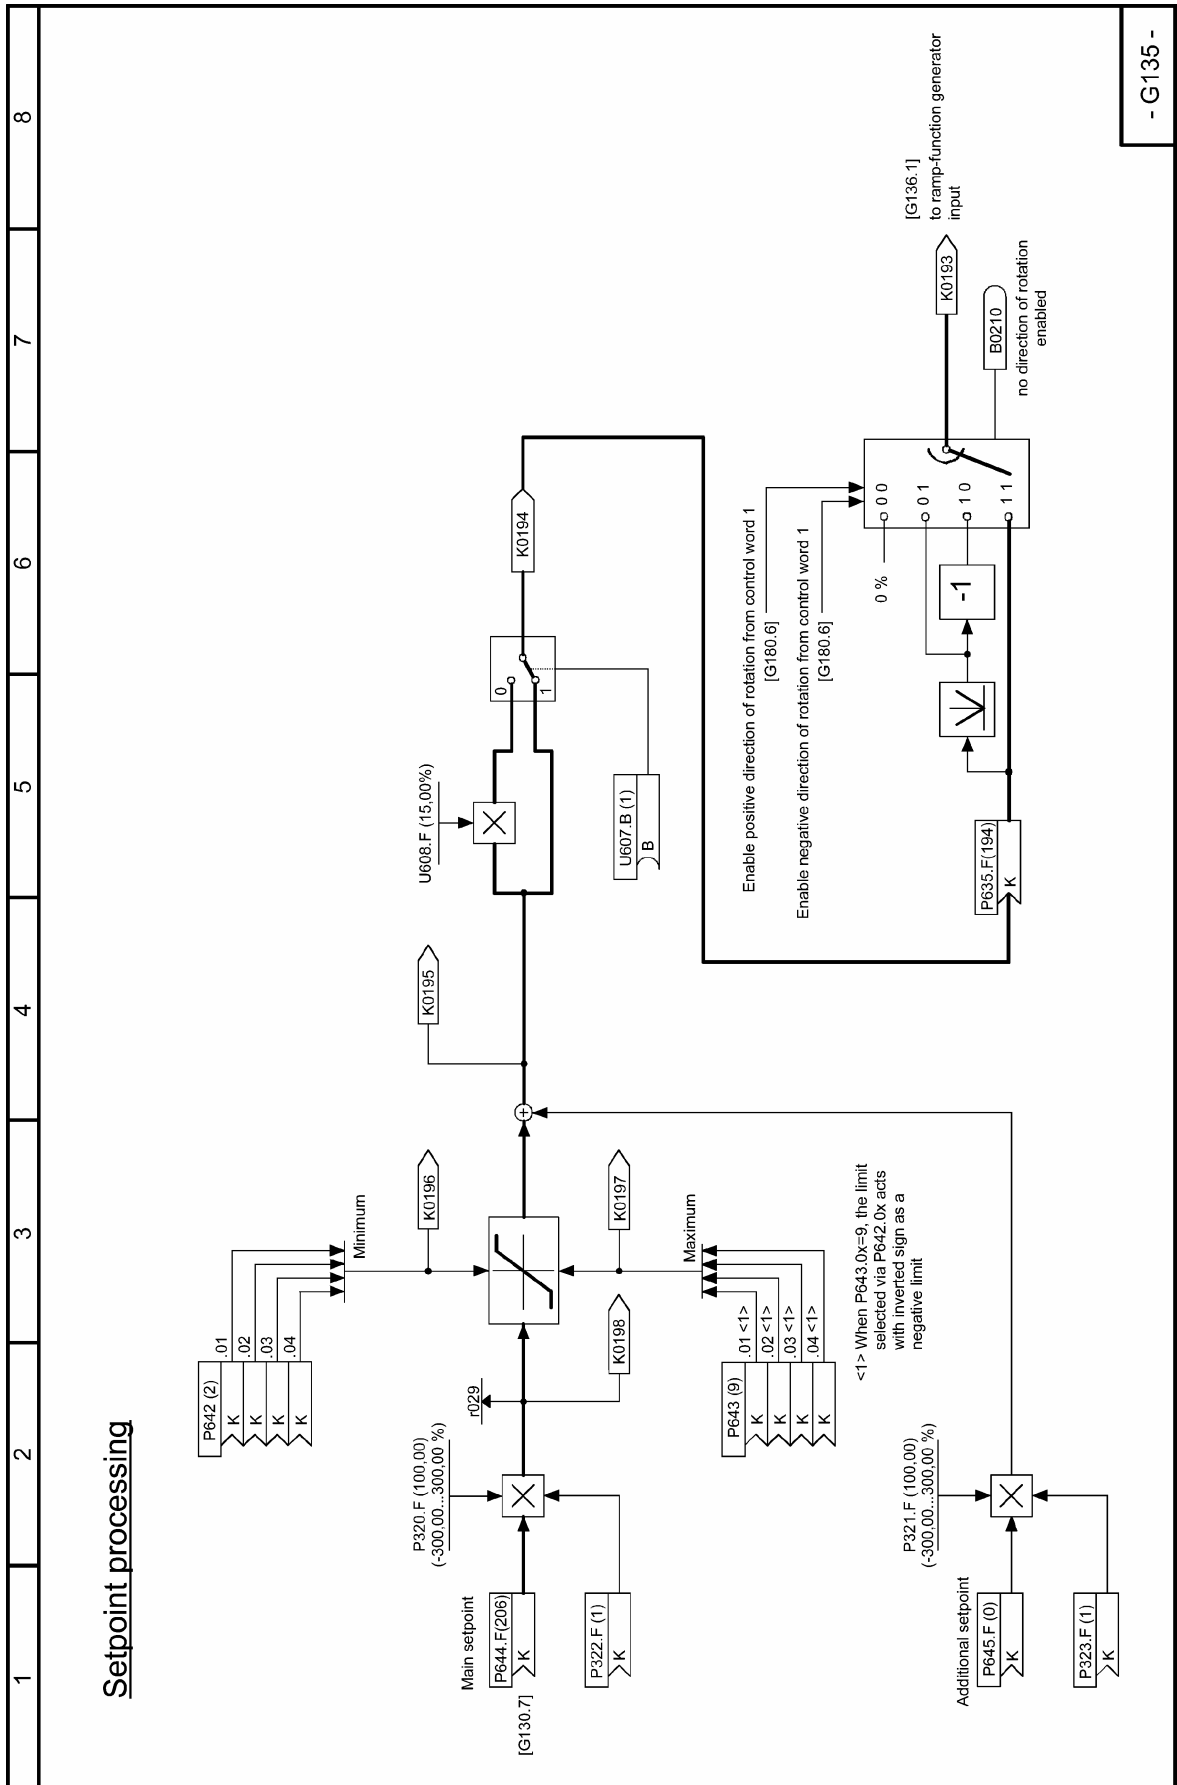 Setpoint processing
1
2
3
4
5
6
7
8
P642 (2)
K
K
K
K
.01
.02
.03
.04
Minimum
K0196
Main setpoint
P644.F(206)
K
[G130.7]
P320.F (100,00)
(-300,00...300,00 %)
r029
P322.F (1)
K
K0198
K0197
Maximum
P643 (9)
K
K
K
K
.01 <1>
.02 <1>
.03 <1>
.04 <1>
<1> When P643.0x=9, the limit
selected via P642.0x acts
with inverted sign as a
negative limit
Additional setpoint
P645.F (0)
K
P321.F (100,00)
(-300,00...300,00 %)
P323.F (1)
K
+
K0195
U608.F (15,00%)
0
1
U607.B (1)
B
K0194
Enable positive direction of rotation from control word 1
[G180.6]
Enable negative direction of rotation from control word 1
[G180.6]
0 %
P635.F(194)
K
-1
0 0
0 1
1 0
1 1
K0193
[G136.1]
to ramp-function generator
input
B0210
no direction of rotation
enabled
- G135 -